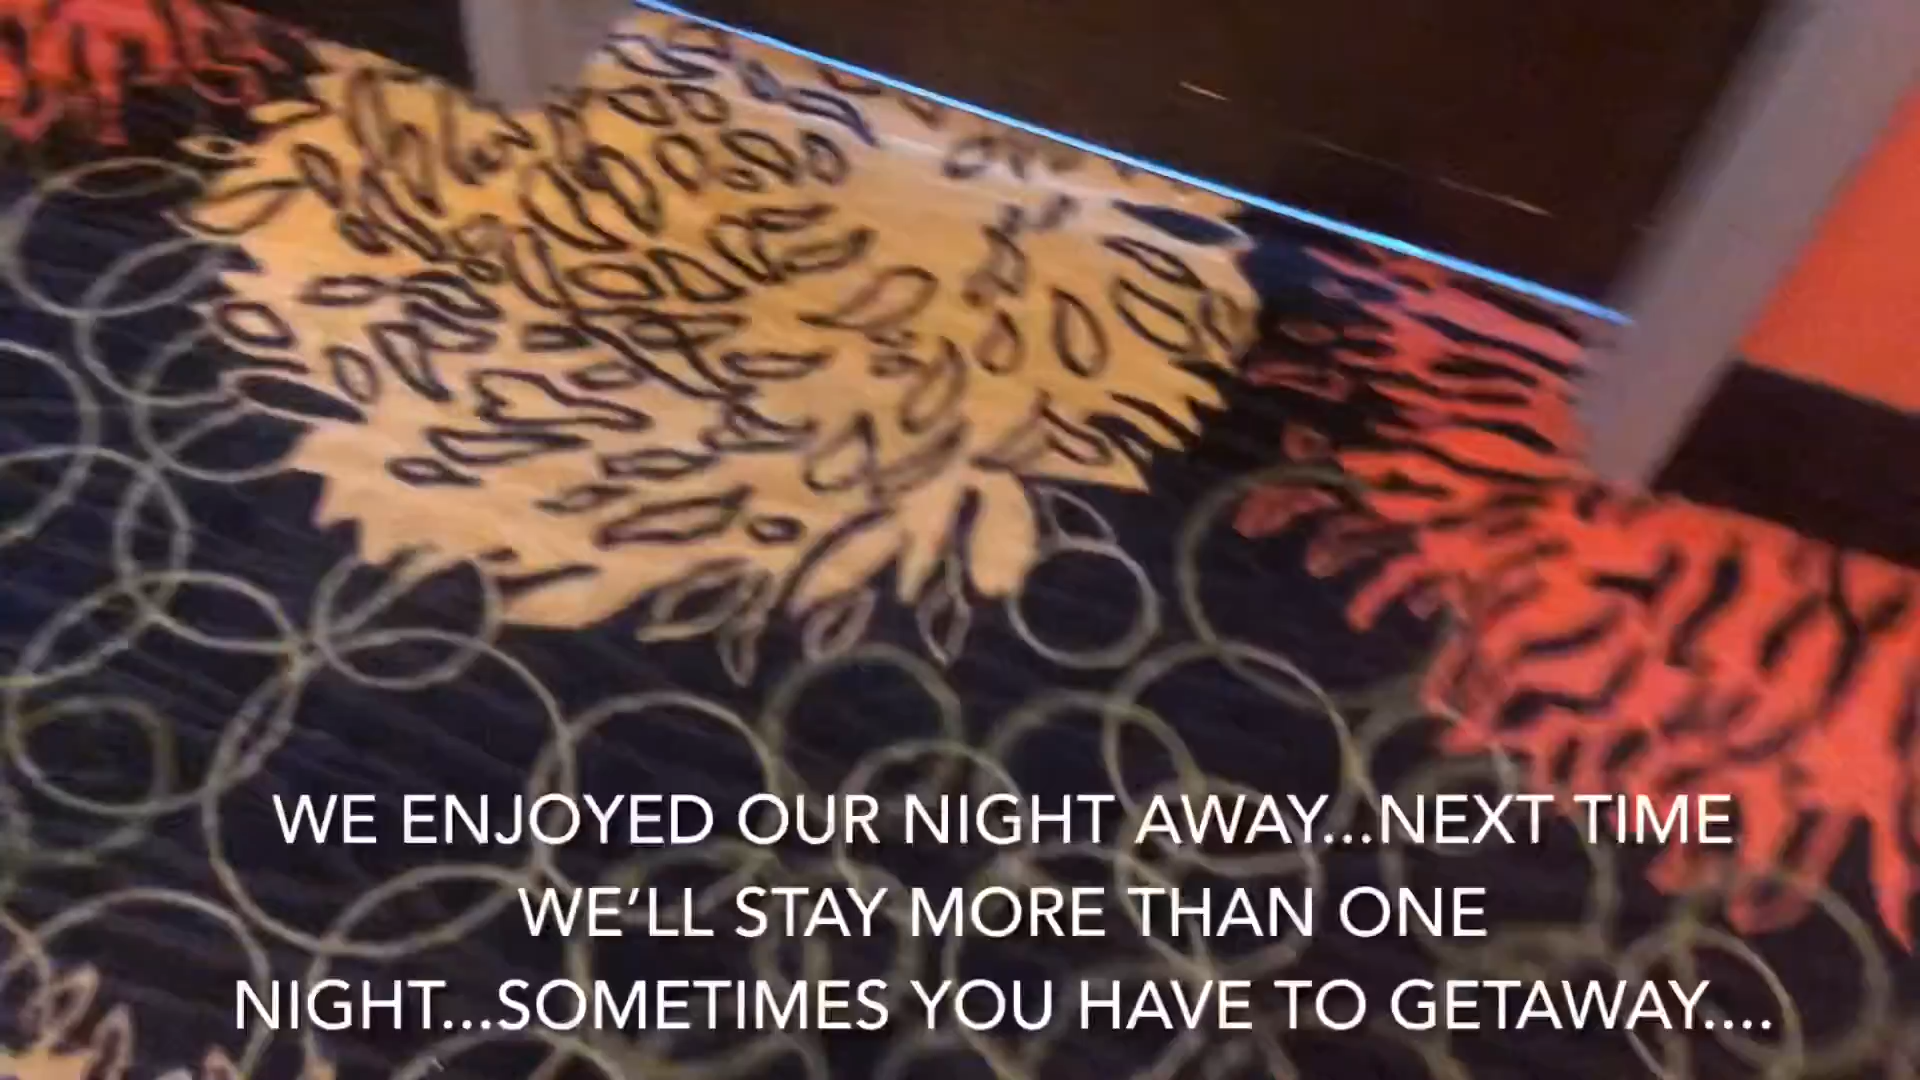 WE ENJOYED OUR NIGHT AWAY...NEXT TIME
WE’LL STAY MORE THAN ONE
NIGHT...SOMETIMES YOU HAVE TO GETAWAY....